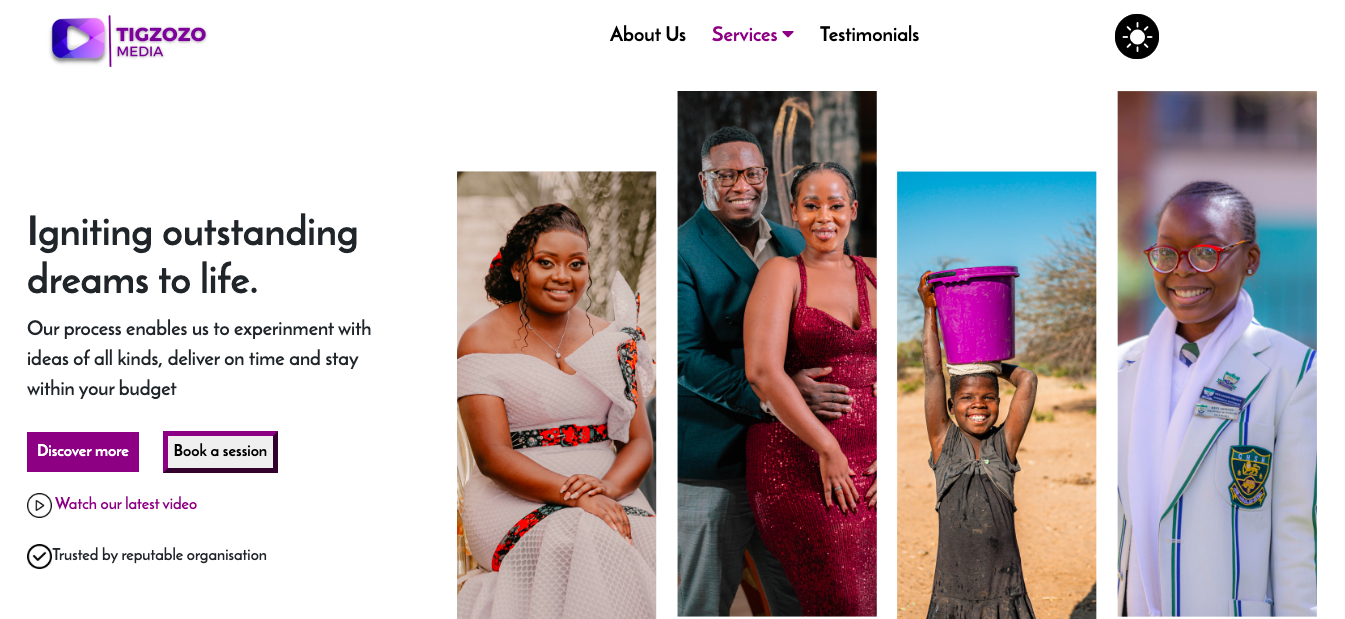 TIGZOZO
MEDIA
About Us
Services
Testimonials
Igniting outstanding
dreams to life.
Our process enables us to experinment with
ideas of all kinds, deliver on time and stay
within your budget
Discover more
Book a session
Watch our latest video
Trusted by reputable organisation